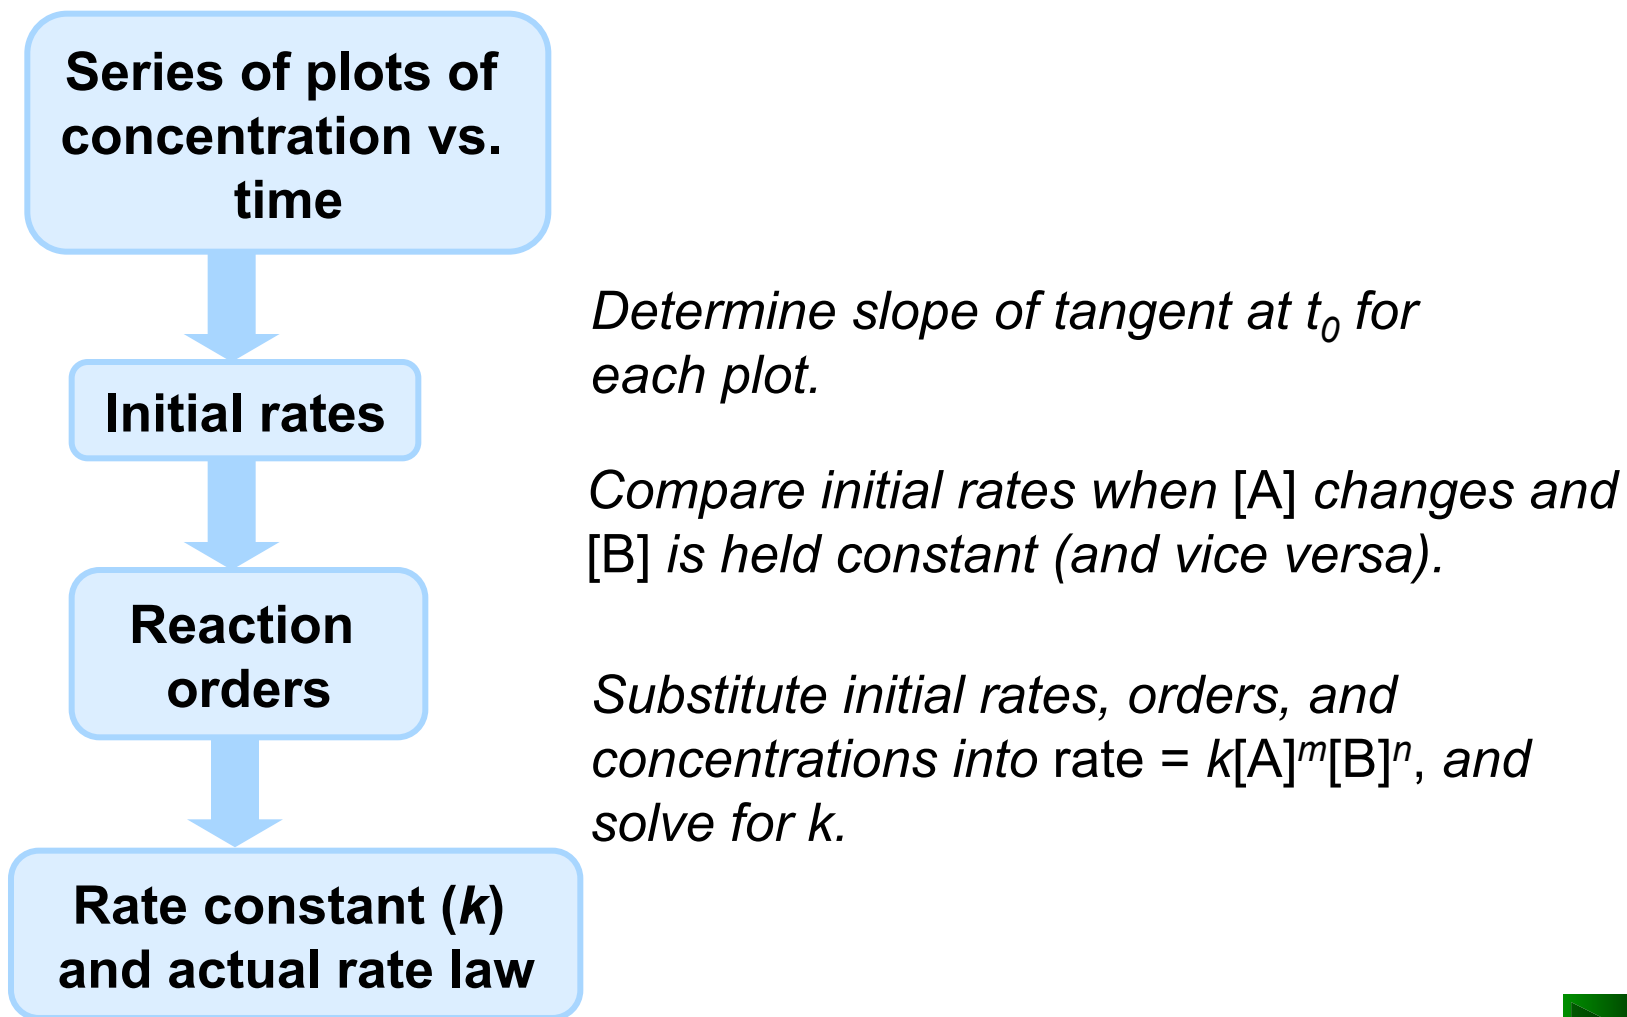 Series of plots of
concentration vs.
time
Determine slope of tangent at t₀ for
each plot.
Initial rates
Compare initial rates when [A] changes and
[B] is held constant (and vice versa).
Reaction
orders
Substitute initial rates, orders, and
concentrations into rate = k[A]ᵐ[B]ⁿ, and
solve for k.
Rate constant (k)
and actual rate law